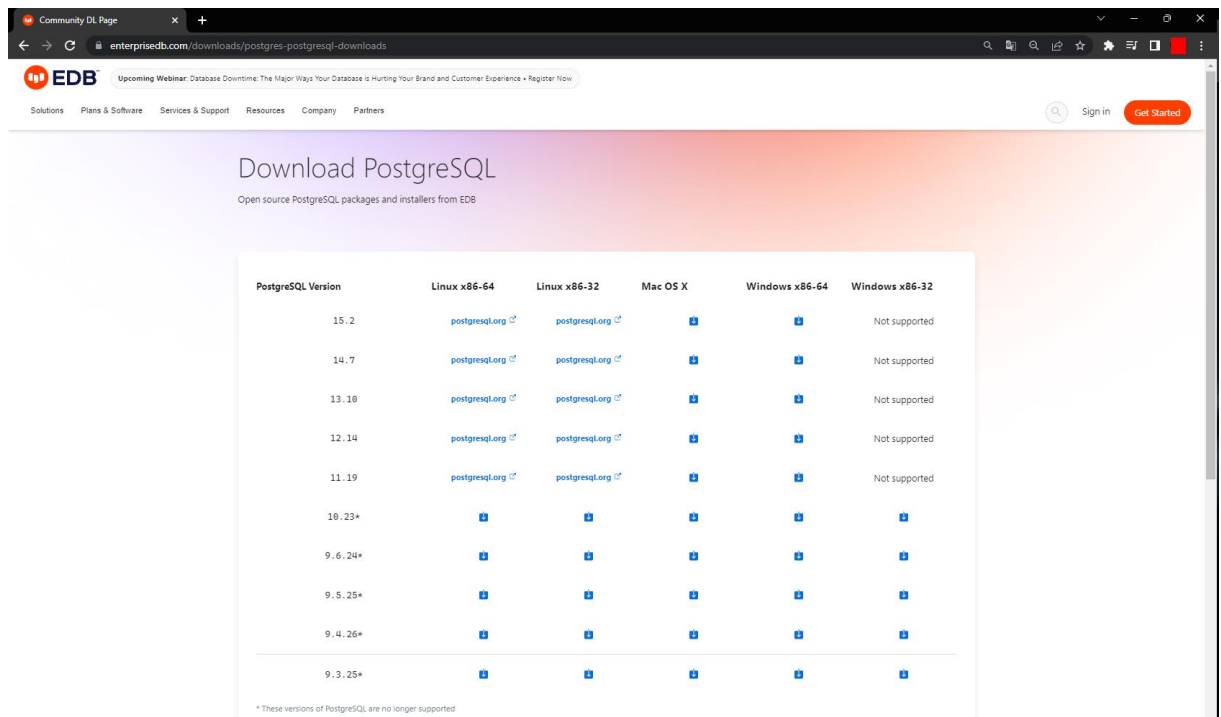 Community DL Page
enterprisedb.com/downloads/postgres-postgresql-downloads
EDB
Upcoming Webinar: Database Downtime: The Major Ways Your Database is Hurting Your Brand and Customer Experience • Register Now
Solutions Plans & Software Services & Support Resources Company Partners Sign in Get Started
Download PostgreSQL
Open source PostgreSQL packages and installers from EDB
PostgreSQL Version Linux x86-64 Linux x86-32 Mac OS X Windows x86-64 Windows x86-32
15.2 postgresql.org postgresql.org Not supported
14.7 postgresql.org postgresql.org Not supported
13.10 postgresql.org postgresql.org Not supported
12.14 postgresql.org postgresql.org Not supported
11.19 postgresql.org postgresql.org Not supported
10.23*
9.6.24*
9.5.25*
9.4.26*
9.3.25*
* These versions of PostgreSQL are no longer supported